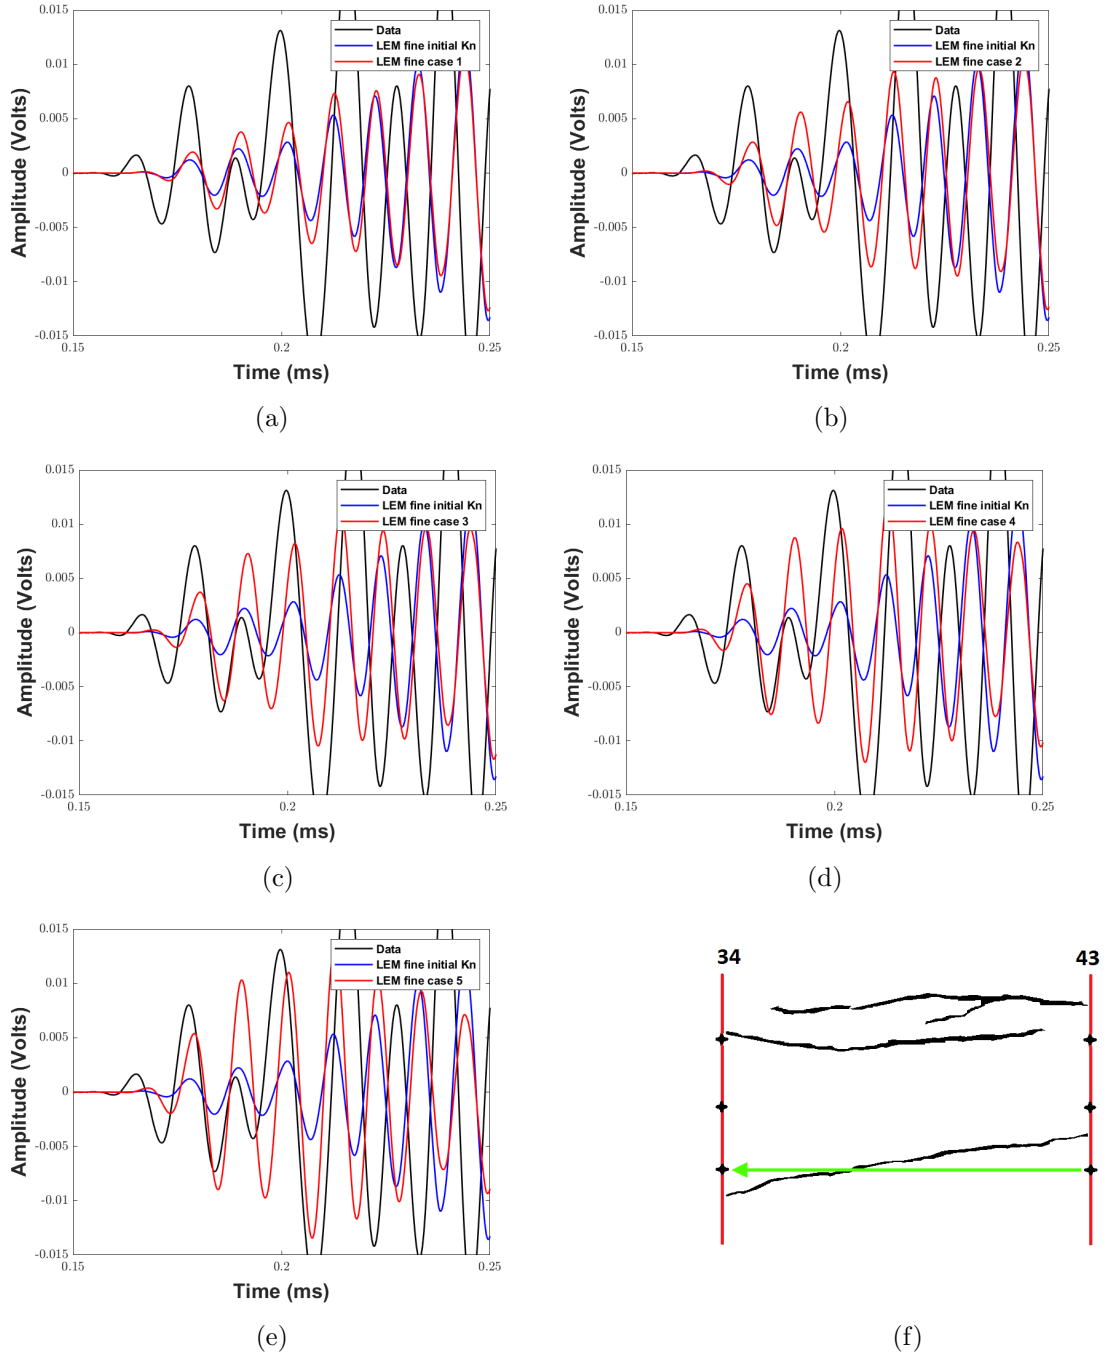 0.015
0.01
0.005
0
-0.005
-0.01
-0.015
0.15
0.2
0.25
Amplitude (Volts)
Time (ms)
Data
LEM fine initial Kn
LEM fine case 1
(a)
0.015
0.01
0.005
0
-0.005
-0.01
-0.015
0.15
0.2
0.25
Amplitude (Volts)
Time (ms)
Data
LEM fine initial Kn
LEM fine case 2
(b)
0.015
0.01
0.005
0
-0.005
-0.01
-0.015
0.15
0.2
0.25
Amplitude (Volts)
Time (ms)
Data
LEM fine initial Kn
LEM fine case 3
(c)
0.015
0.01
0.005
0
-0.005
-0.01
-0.015
0.15
0.2
0.25
Amplitude (Volts)
Time (ms)
Data
LEM fine initial Kn
LEM fine case 4
(d)
0.015
0.01
0.005
0
-0.005
-0.01
-0.015
0.15
0.2
0.25
Amplitude (Volts)
Time (ms)
Data
LEM fine initial Kn
LEM fine case 5
(e)
34
43
(f)